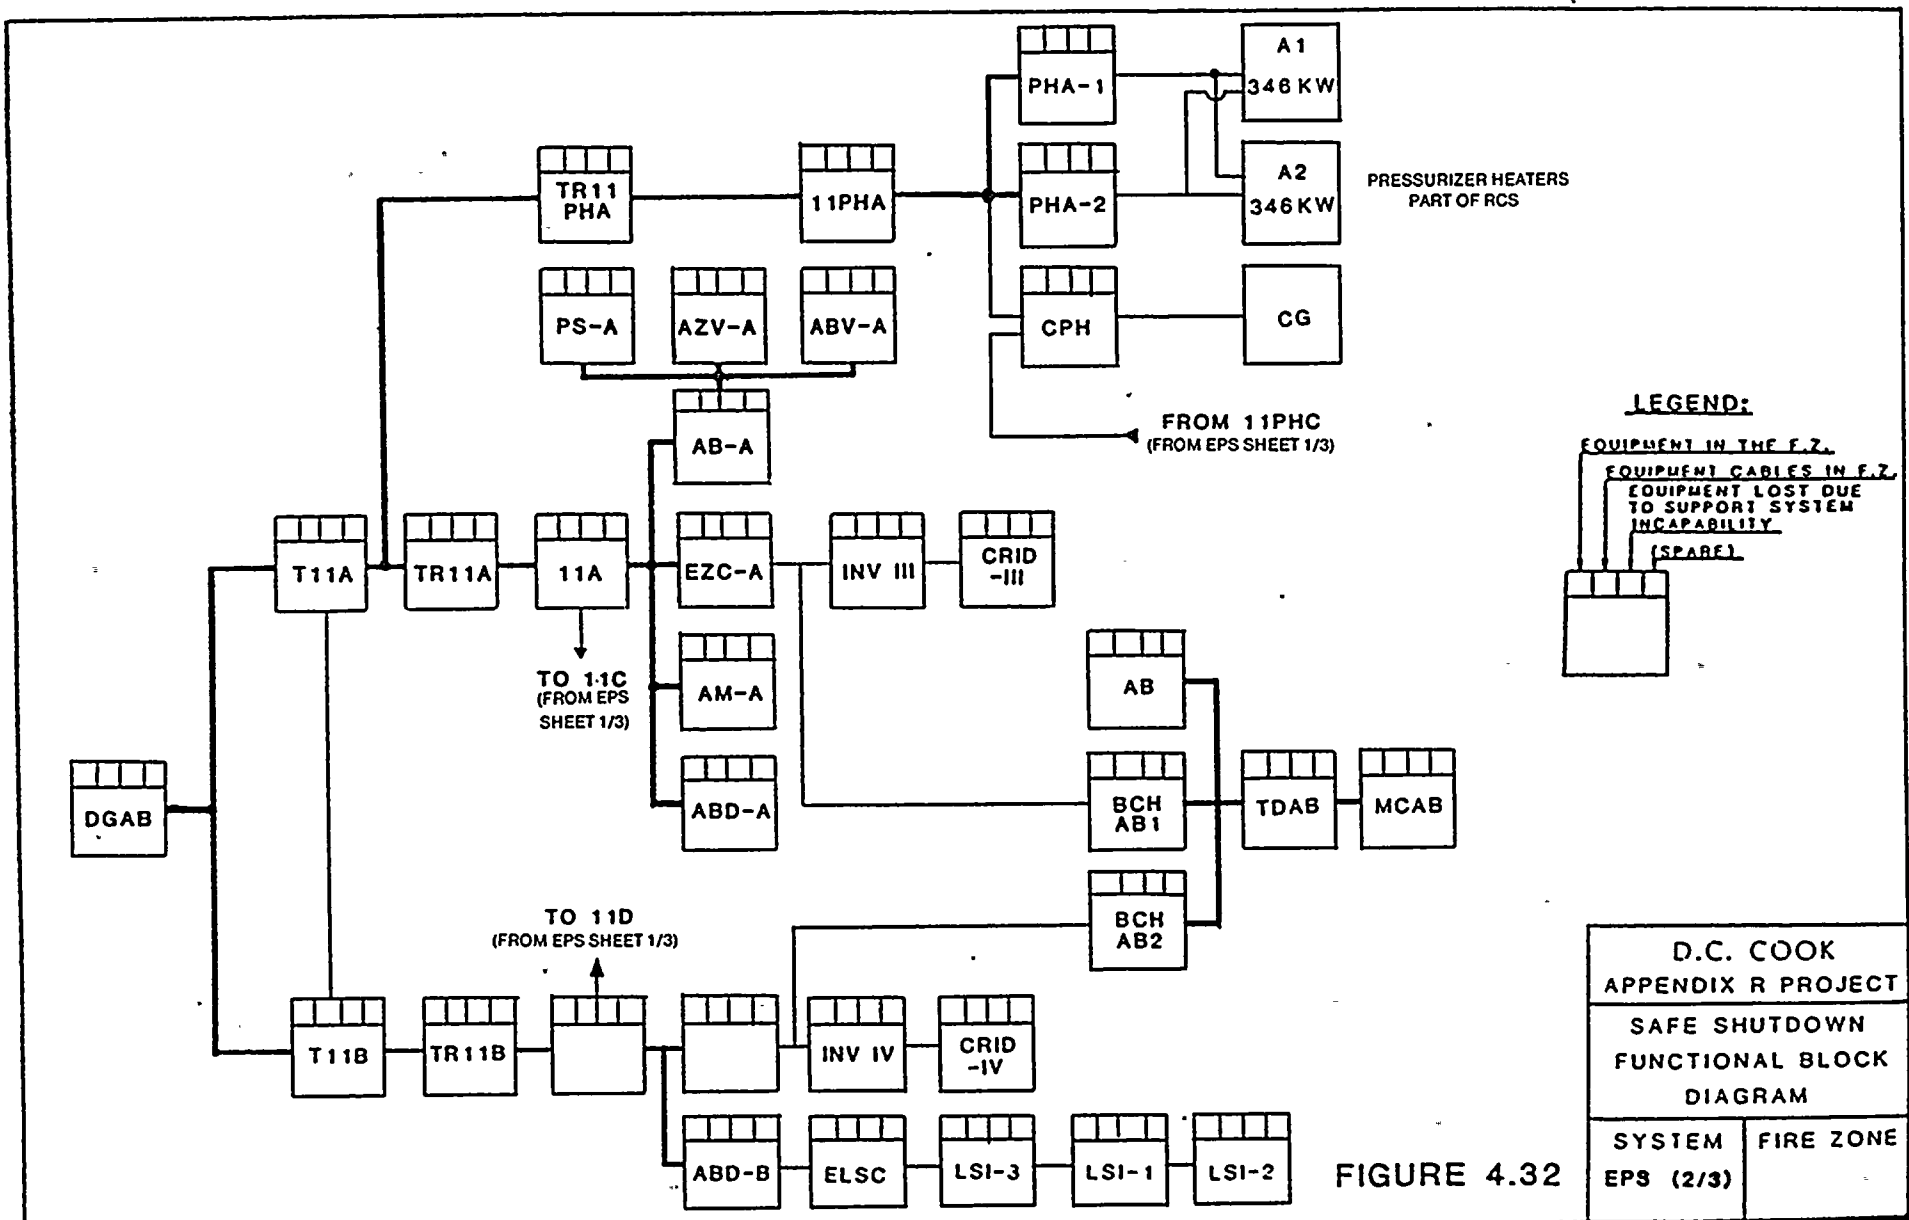 PHA-1
A1
346 KW
TR11
PHA
11PHA
PHA-2
A2
346 KW
PRESSURIZER HEATERS
PART OF RCS
PS-A
AZV-A
ABV-A
CPH
CG
AB-A
FROM 11PHC
(FROM EPS SHEET 1/3)
LEGEND:
EQUIPMENT IN THE F.Z.
EQUIPMENT CABLES IN F.Z.
EQUIPMENT LOST DUE
TO SUPPORT SYSTEM
INCAPABILITY
(SPARE)
T11A
TR11A
11A
EZC-A
INV III
CRID
-III
TO 11C
(FROM EPS
SHEET 1/3)
AM-A
AB
DGAB
ABD-A
BCH
AB1
TDAB
MCAB
TO 11D
(FROM EPS SHEET 1/3)
BCH
AB2
T11B
TR11B
INV IV
CRID
-IV
ABD-B
ELSC
LSI-3
LSI-1
LSI-2
FIGURE 4.32
D.C. COOK
APPENDIX R PROJECT
SAFE SHUTDOWN
FUNCTIONAL BLOCK
DIAGRAM
SYSTEM
EPS (2/3)
FIRE ZONE